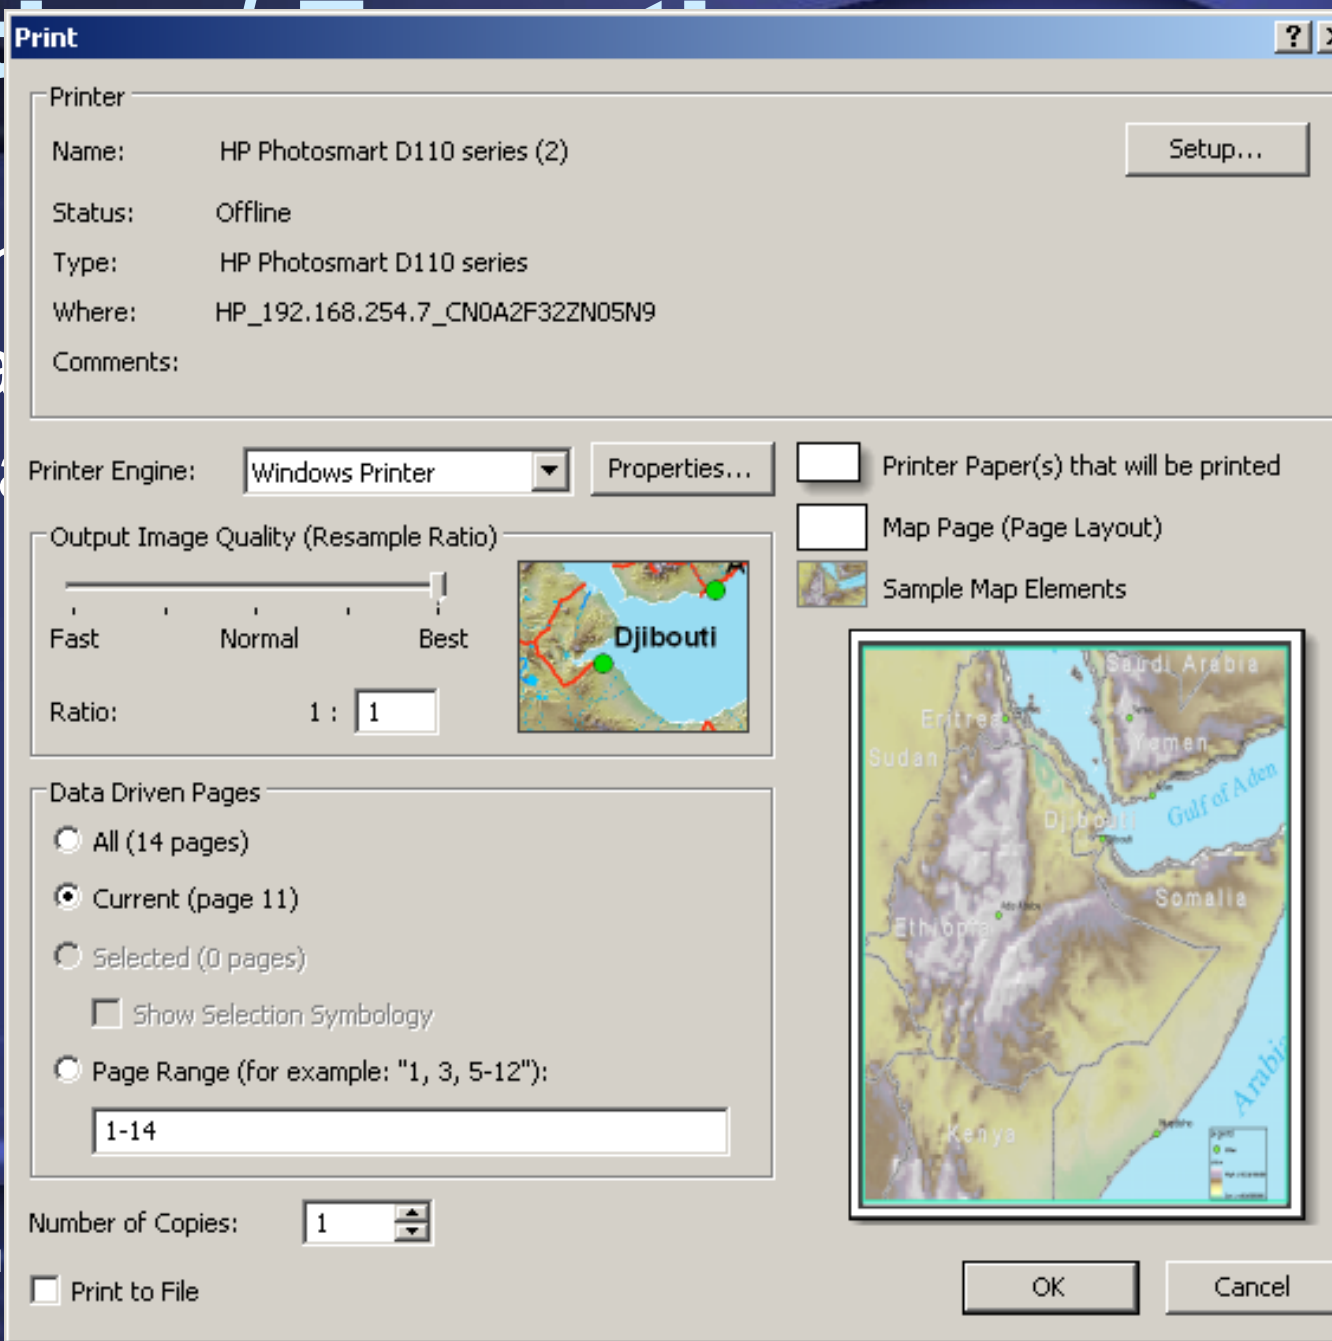 Print
Printer
Name: HP Photosmart D110 series (2)
Setup...
Status: Offline
Type: HP Photosmart D110 series
Where: HP_192.168.254.7_CN0A2F32ZN05N9
Comments:
Printer Engine: Windows Printer Properties...
Printer Paper(s) that will be printed
Map Page (Page Layout)
Sample Map Elements
Output Image Quality (Resample Ratio)
Fast Normal Best
Ratio: 1 : 1
Djibouti
Data Driven Pages
All (14 pages)
Current (page 11)
Selected (0 pages)
Show Selection Symbology
Page Range (for example: "1, 3, 5-12"):
1-14
Number of Copies: 1
Print to File
Saudi Arabia
Eritrea
Yemen
Sudan
Gulf of Aden
Djibouti
Somalia
Ethiopia
Kenya
OK Cancel